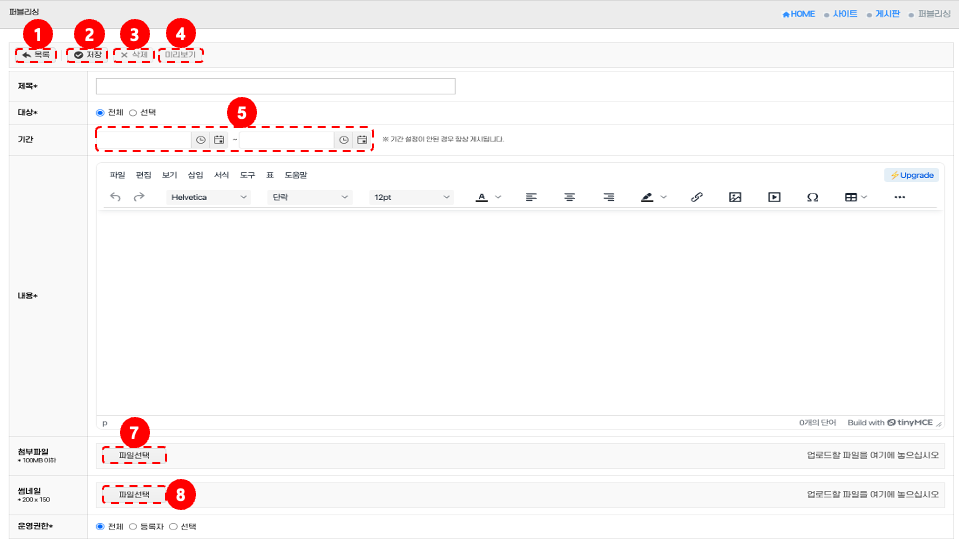 퍼블리싱
HOME 사이트 게시판 퍼블리싱
1 2 3 4
목록 저장 삭제 미리보기
제목*
대상* 전체 선택
5
기간 ~ ※ 기간 설정이 안된 경우 항상 게시됩니다.
파일 편집 보기 삽입 서식 도구 표 도움말 ⚡Upgrade
Helvetica 단락 12pt A Ω ...
내용*
p 0개의 단어 Build with tinyMCE
7
첨부파일 파일선택 업로드할 파일을 여기에 놓으십시오
* 100MB 이하
썸네일 파일선택 8 업로드할 파일을 여기에 놓으십시오
* 200 x 150
운영권한* 전체 등록자 선택